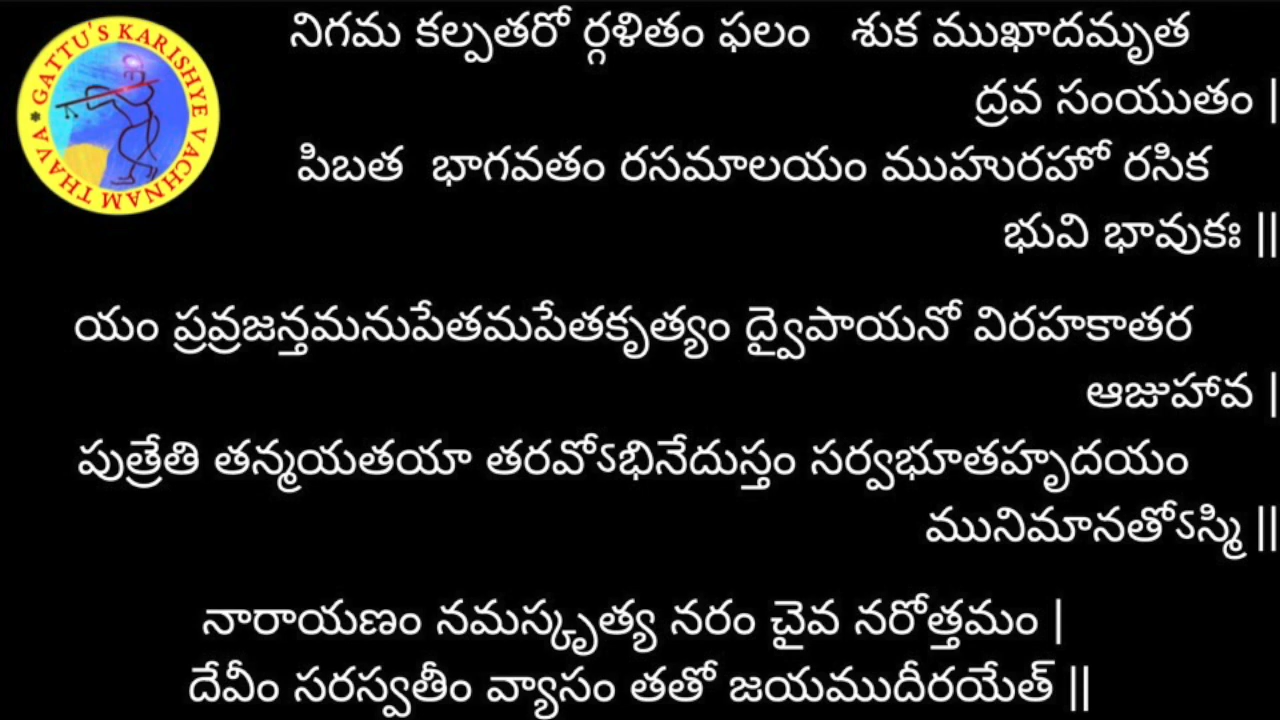 GATTU'S KARISHYE VACHNAM THAVA *
నిగమ కల్పతరో ర్గళితం ఫలం శుక ముఖాదమృత
ద్రవ సంయుతం |
పిబత భాగవతం రసమాలయం ముహురహో రసిక
భువి భావుకః ||
యం ప్రవ్రజన్తమనుపేతమపేతకృత్యం ద్వైపాయనో విరహకాతర
ఆజుహావ |
పుత్రేతి తన్మయతయా తరవోఽభినేదుస్తం సర్వభూతహృదయం
మునిమానతోఽస్మి ||
నారాయణం నమస్కృత్య నరం చైవ నరోత్తమం |
దేవీం సరస్వతీం వ్యాసం తతో జయముదీరయేత్ ||